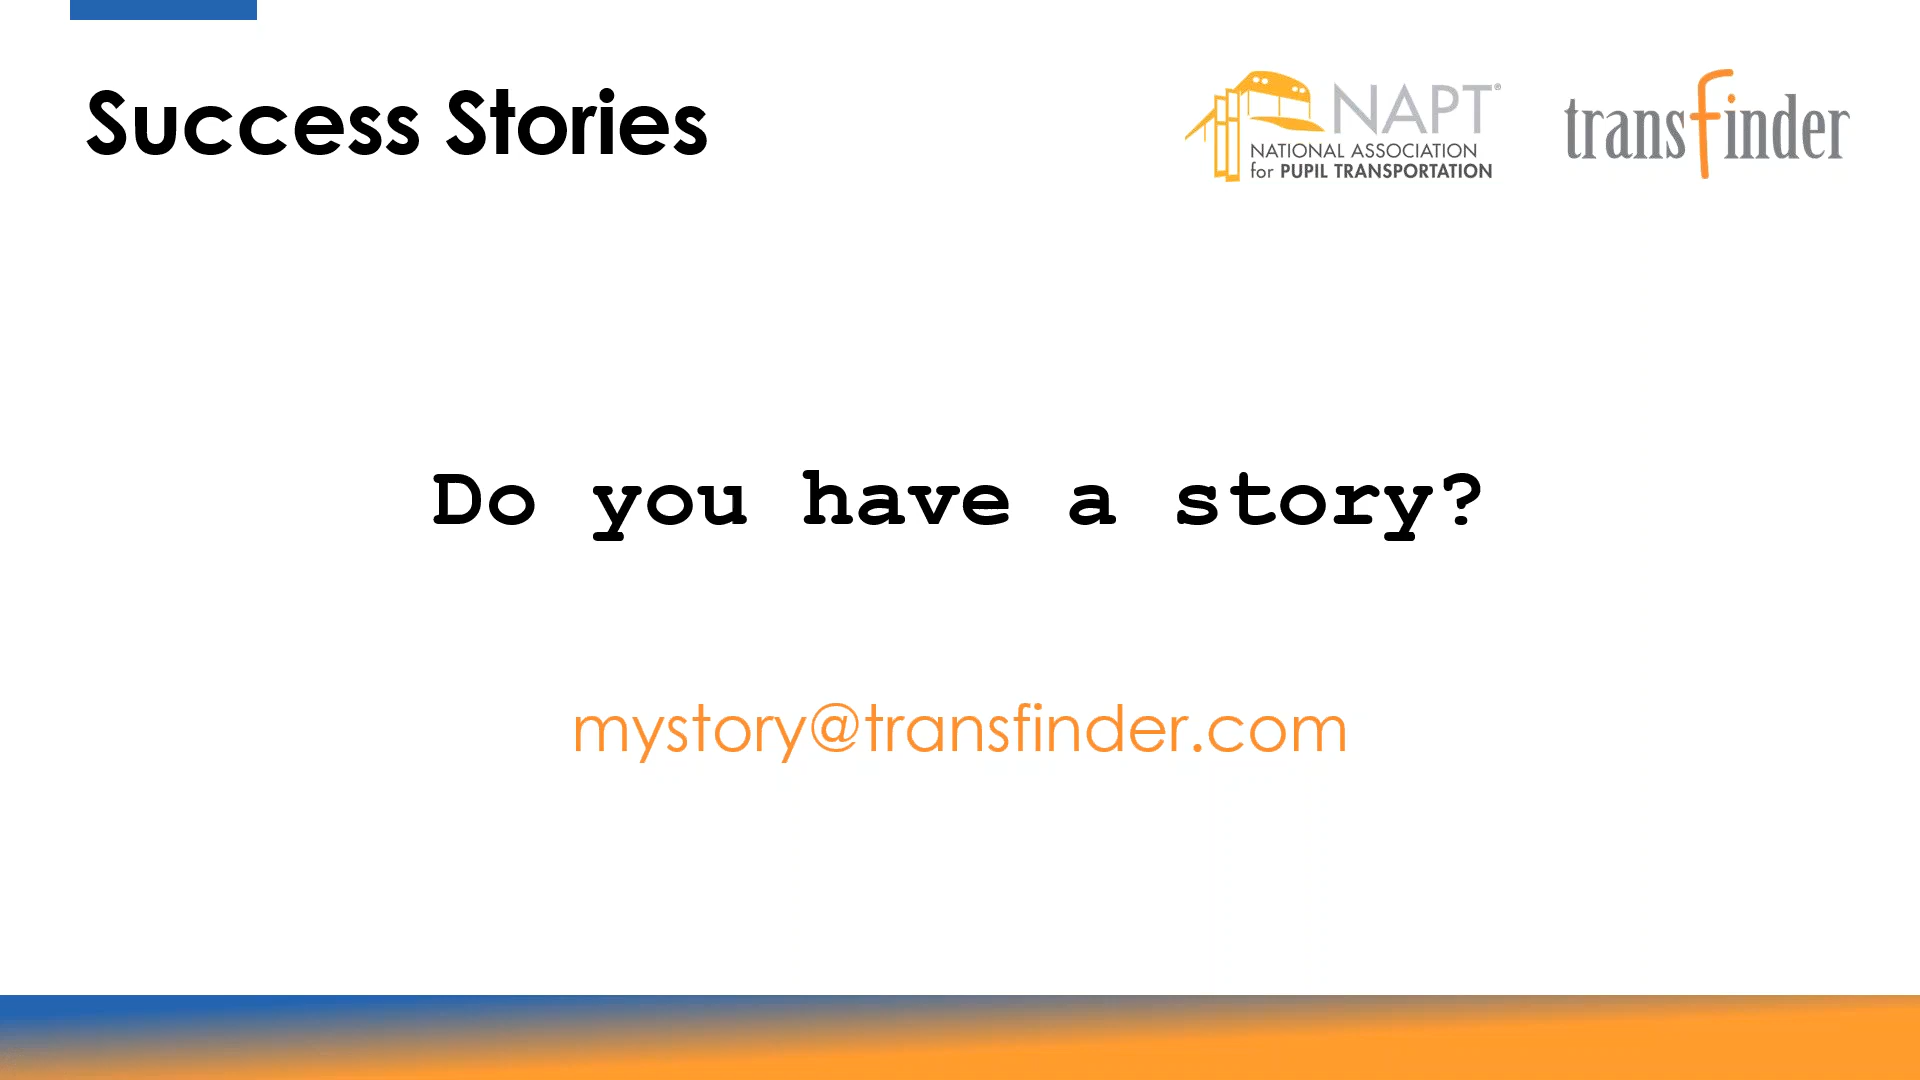 Success Stories
NAPT®
NATIONAL ASSOCIATION
for PUPIL TRANSPORTATION
transfinder
Do you have a story?
mystory@transfinder.com